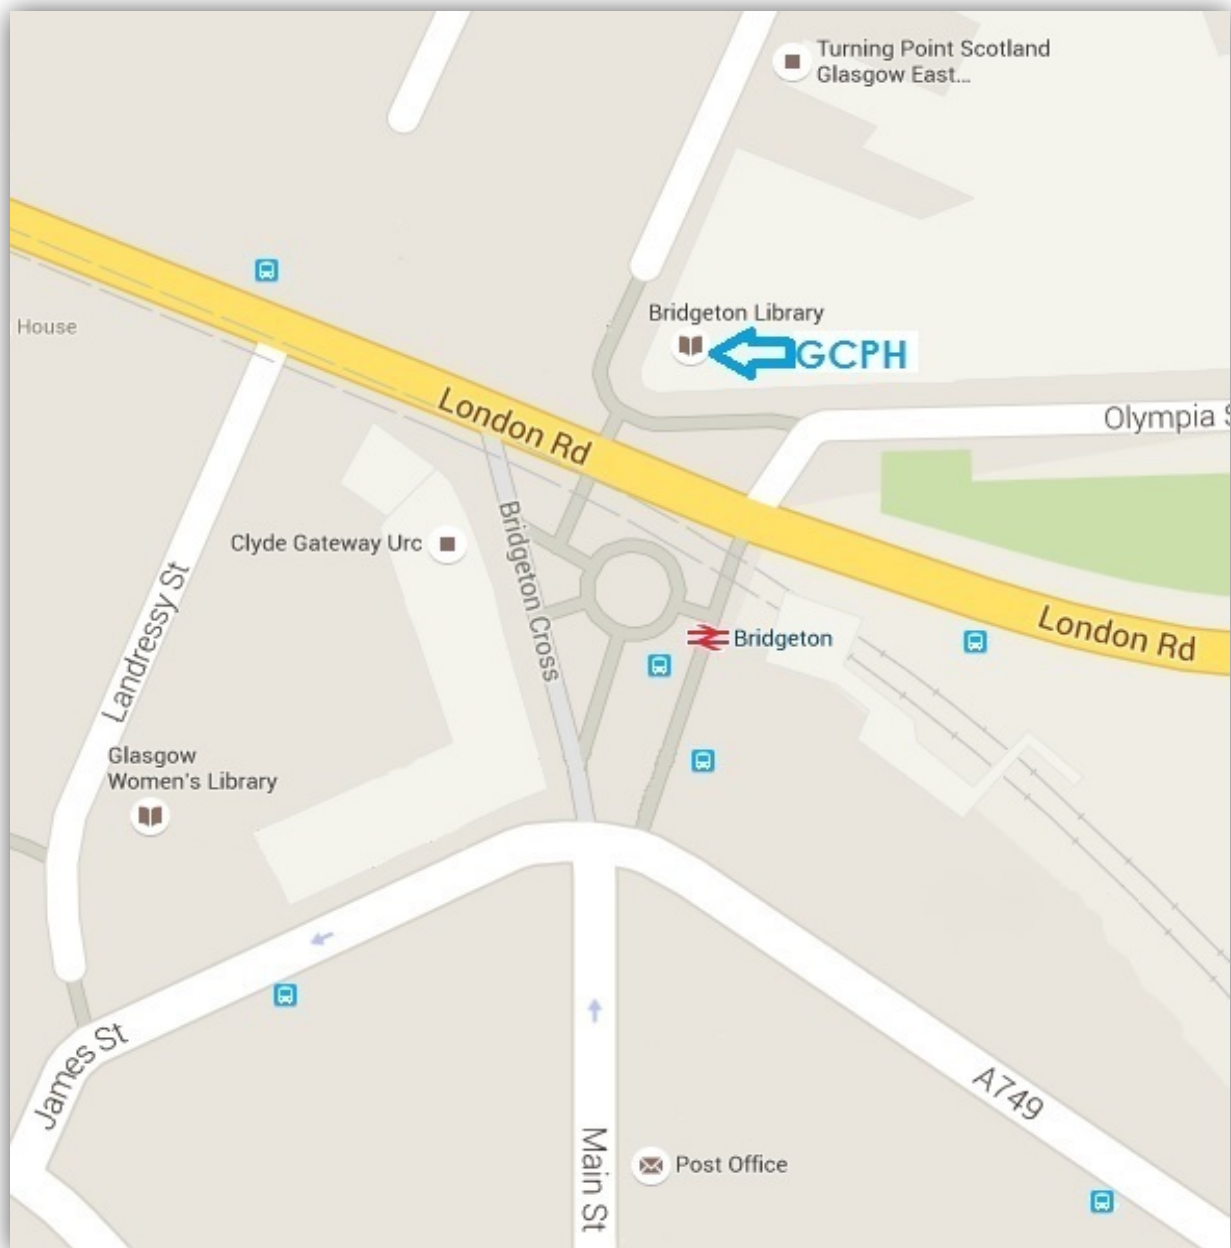 Turning Point Scotland
Glasgow East...
House
Bridgeton Library
GCPH
London Rd
Olympia S
Bridgeton Cross
Clyde Gateway Urc
Landressy St
Bridgeton
London Rd
Glasgow
Women's Library
James St
A749
Main St
Post Office